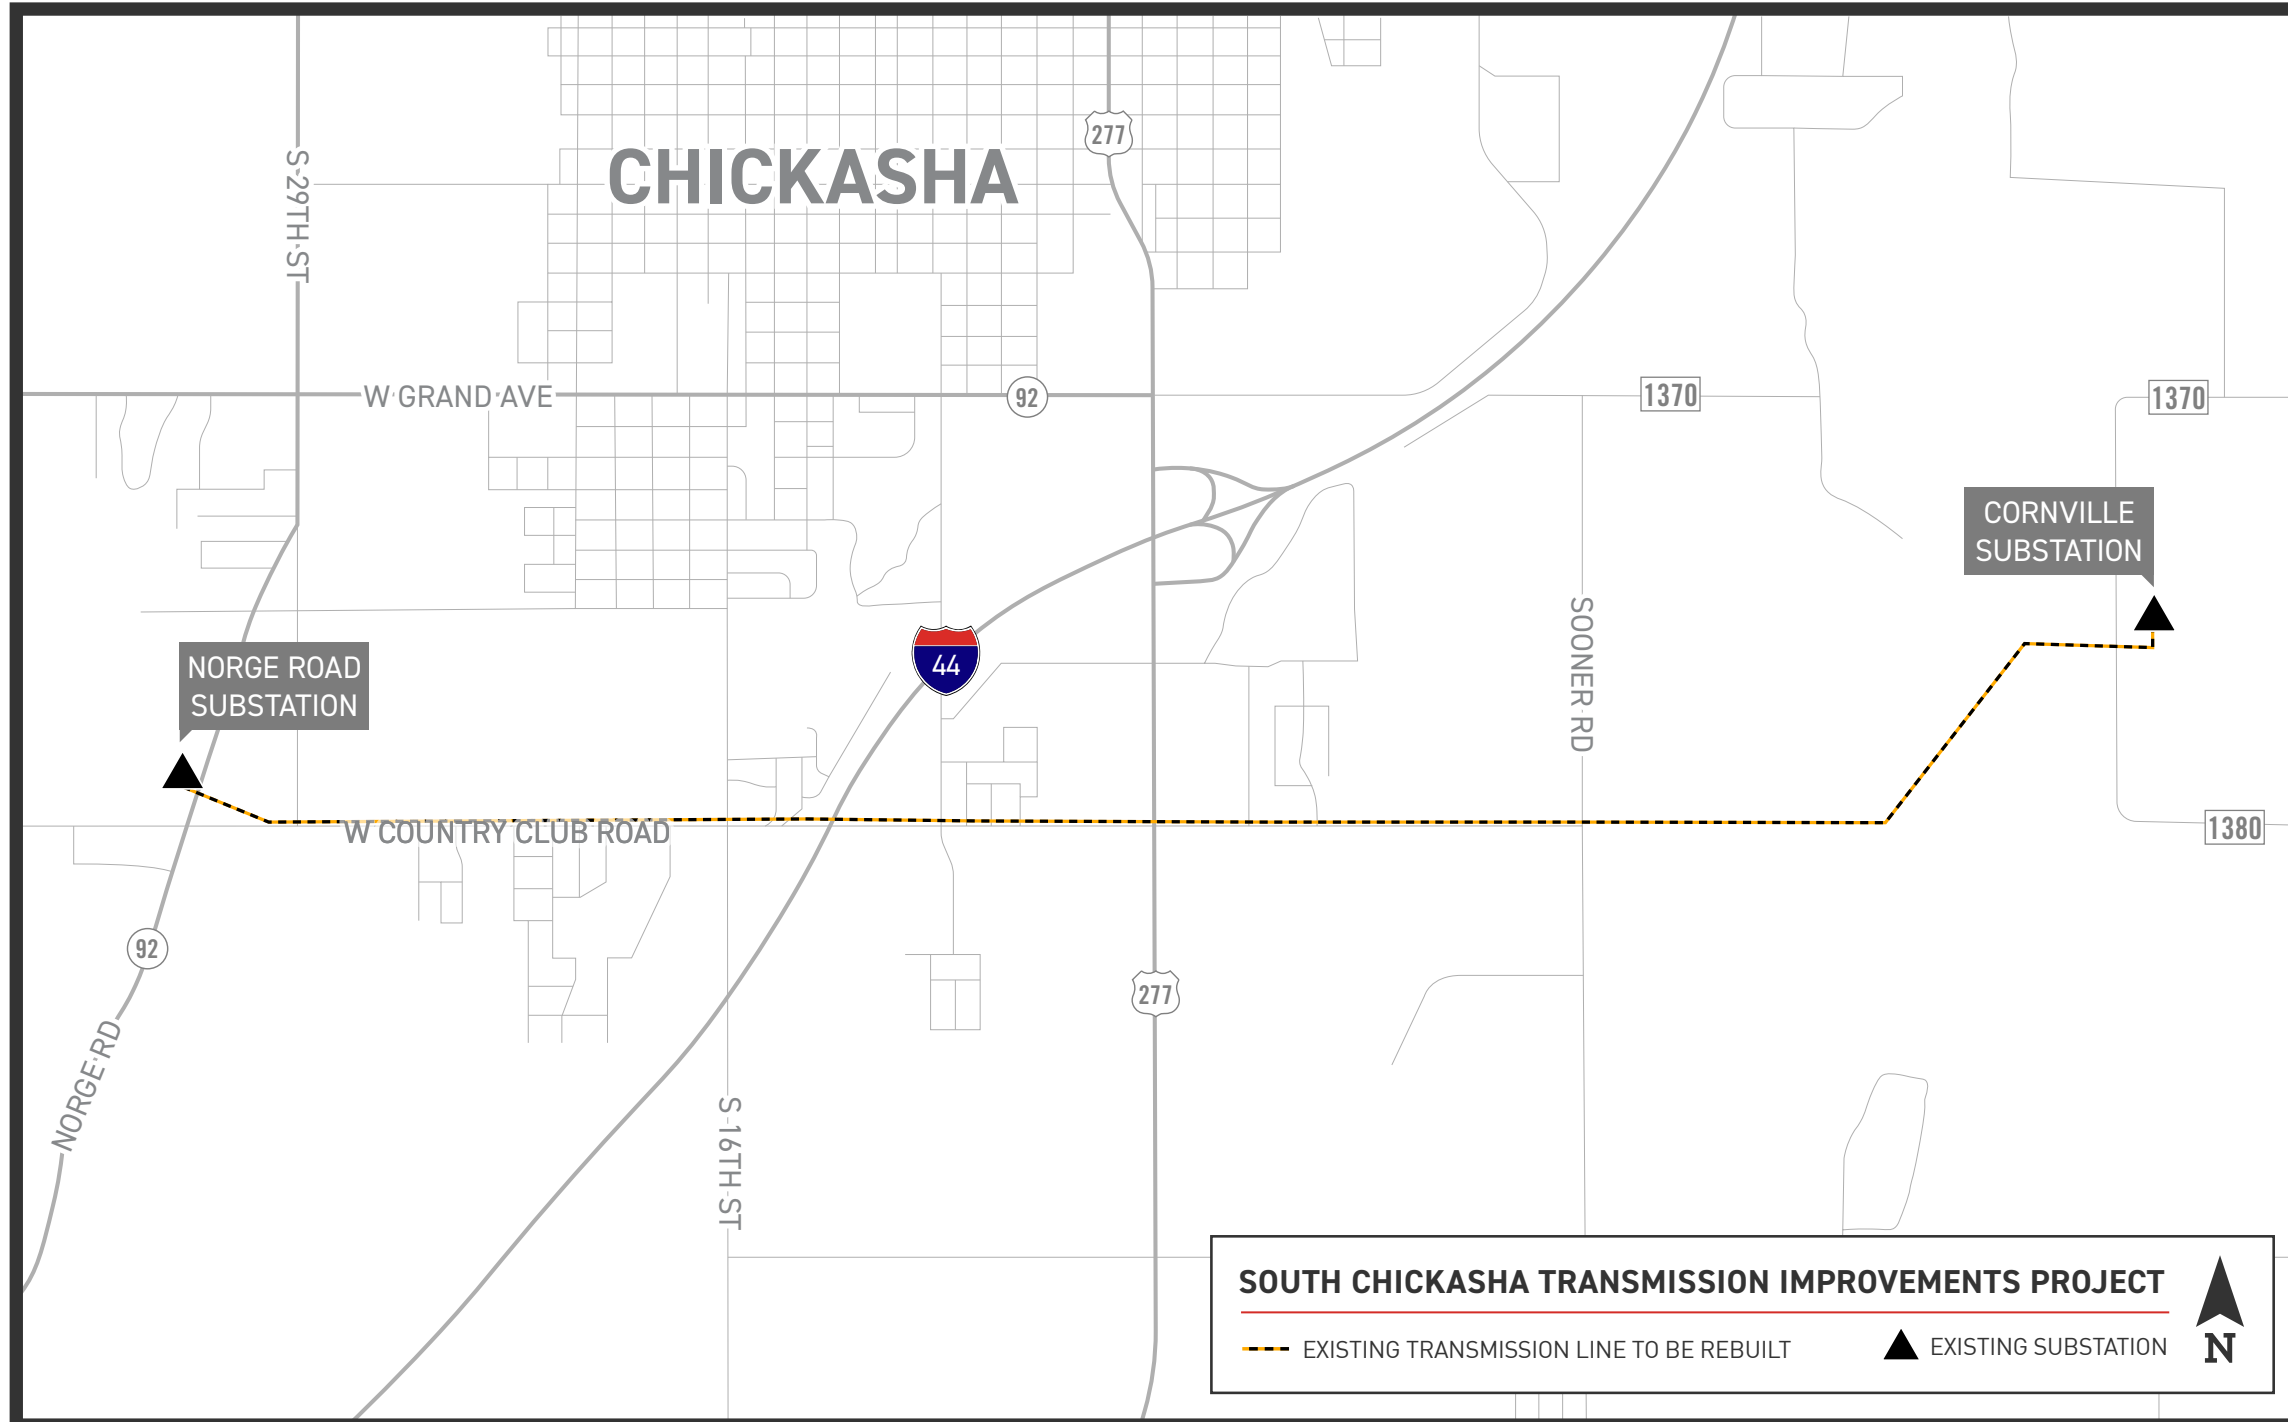 277
CHICKASHA
S 29TH ST
W GRAND AVE
92
1370
1370
CORNVILLE
SUBSTATION
SOONER RD
NORGE ROAD
SUBSTATION
44
W COUNTRY CLUB ROAD
1380
92
277
NORGE RD
S 16TH ST
SOUTH CHICKASHA TRANSMISSION IMPROVEMENTS PROJECT
EXISTING TRANSMISSION LINE TO BE REBUILT
EXISTING SUBSTATION
N